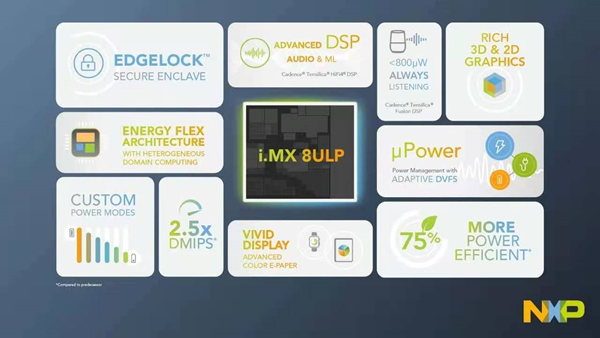 EDGELOCK™
SECURE ENCLAVE
ADVANCED DSP
AUDIO & ML
Cadence® Tensilica® HiFi4® DSP
<800µW
ALWAYS
LISTENING
Cadence® Tensilica®
Fusion DSP
RICH
3D & 2D
GRAPHICS
ENERGY FLEX
ARCHITECTURE
WITH HETEROGENEOUS
DOMAIN COMPUTING
i.MX 8ULP
µPower
Power Management with
ADAPTIVE DVFS
CUSTOM
POWER MODES
2.5x
DMIPS*
VIVID
DISPLAY
ADVANCED
COLOR E-PAPER
75%
MORE
POWER
EFFICIENT*
*Compared to predecessor
NXP